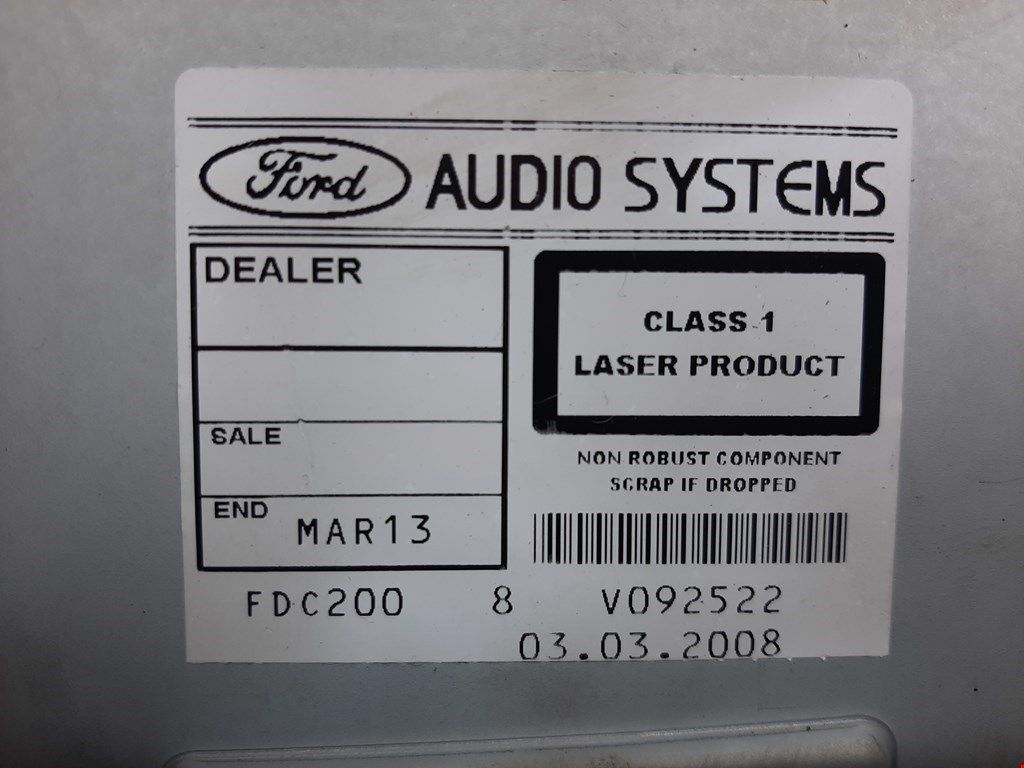 Ford AUDIO SYSTEMS
DEALER
SALE
END MAR13
CLASS 1
LASER PRODUCT
NON ROBUST COMPONENT
SCRAP IF DROPPED
FDC200 8 V092522
03.03.2008